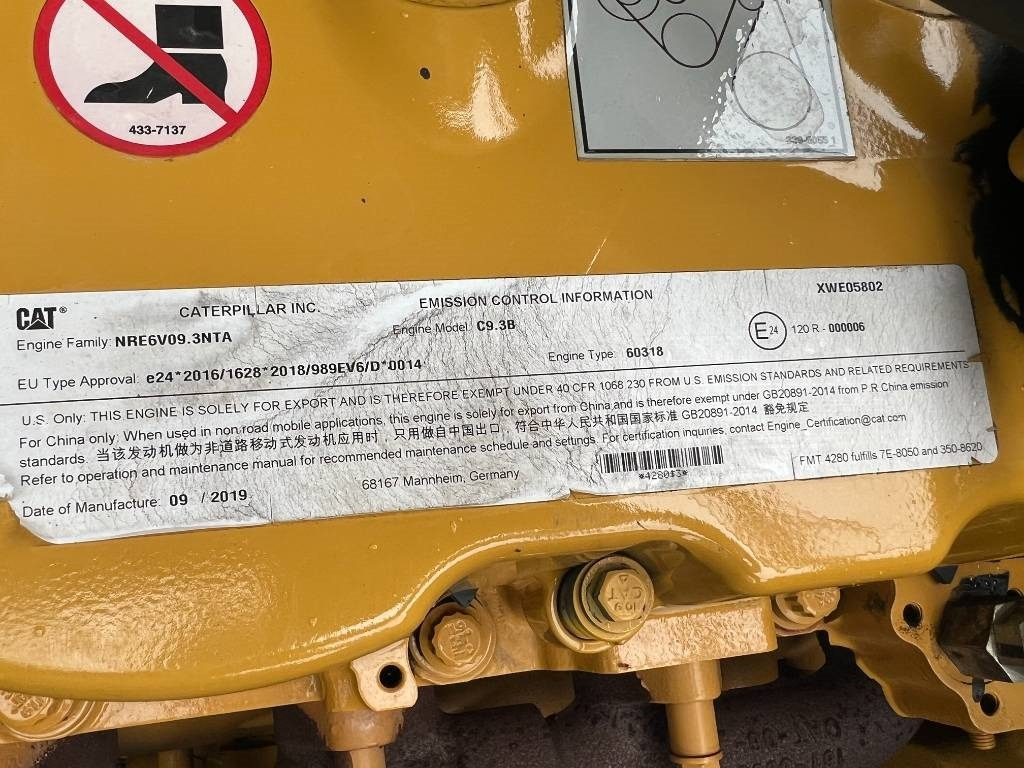 433-7137
CAT®
CATERPILLAR INC.
EMISSION CONTROL INFORMATION
XWE05802
Engine Family: NRE6V09.3NTA
Engine Model: C9.3B
E24 120 R - 000006
EU Type Approval: e24*2016/1628*2018/989EV6/D*0014
Engine Type: 60318
U.S. Only: THIS ENGINE IS SOLELY FOR EXPORT AND IS THEREFORE EXEMPT UNDER 40 CFR 1068 230 FROM U.S. EMISSION STANDARDS AND RELATED REQUIREMENTS
For China only: When used in non road mobile applications, this engine is solely for export from China and is therefore exempt under GB20891-2014 from P.R China emission
standards. 当该发动机做为非道路移动式发动机应用时 只用做自中国出口, 符合中华人民共和国国家标准 GB20891-2014 豁免规定
Refer to operation and maintenance manual for recommended maintenance schedule and settings. For certification inquiries, contact Engine_Certification@cat.com
Date of Manufacture: 09 / 2019
68167 Mannheim, Germany
FMT 4280 fulfills 7E-8050 and 350-8620
10.9
CAT